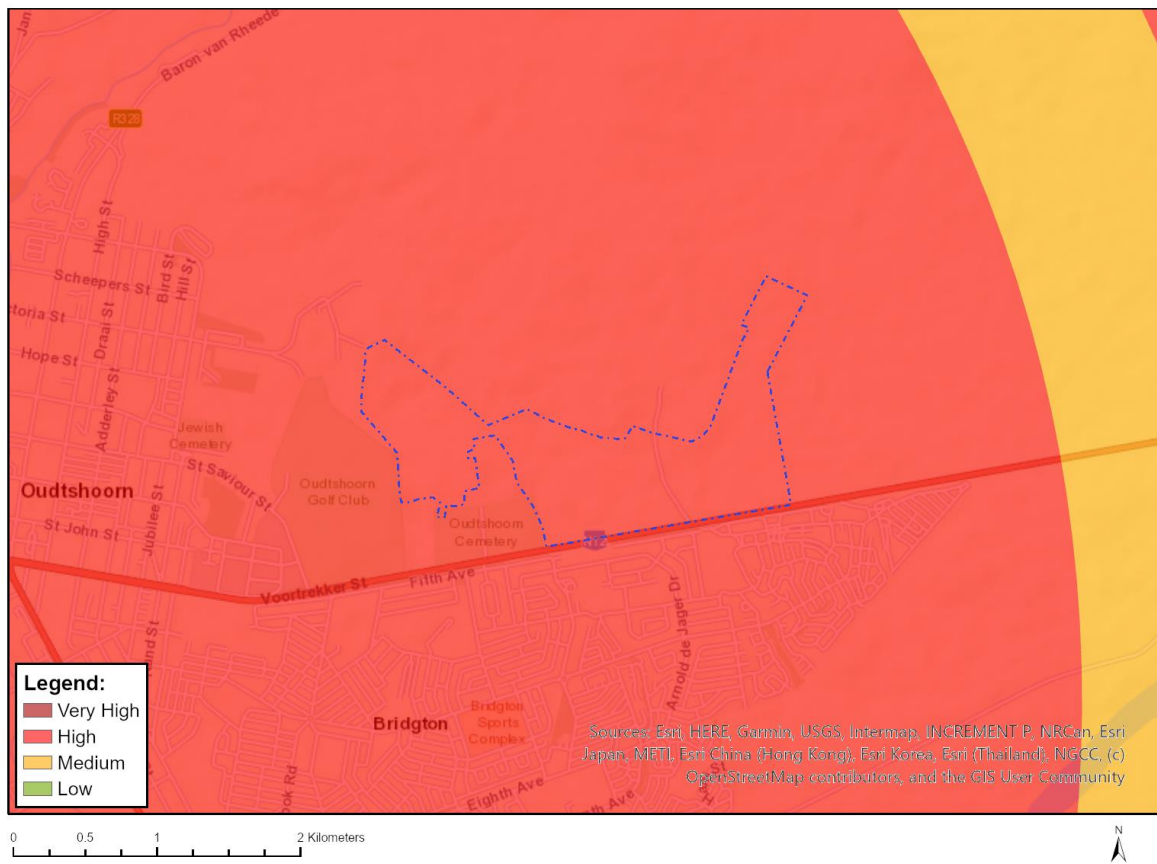 Jan
Baron van Rheede
R328
High St
Bird St
Hill St
Scheepers St
ctoria St
Draai St
Hope St
Adderley St
Jewish
Cemetery
St Saviour St
Oudtshoorn
Golf Club
Oudtshoorn
St John St
Jubilee St
Oudtshoorn
Cemetery
Voortrekker St
Fifth Ave
Arnold de Jager Dr
Bridgton
Bridgton
Sports
Complex
Eighth Ave
Legend:
Very High
High
Medium
Low
Sources: Esri, HERE, Garmin, USGS, Intermap, INCREMENT P, NRCan, Esri
Japan, METI, Esri China (Hong Kong), Esri Korea, Esri (Thailand), NGCC, (c)
OpenStreetMap contributors, and the GIS User Community
0 0.5 1 2 Kilometers
N